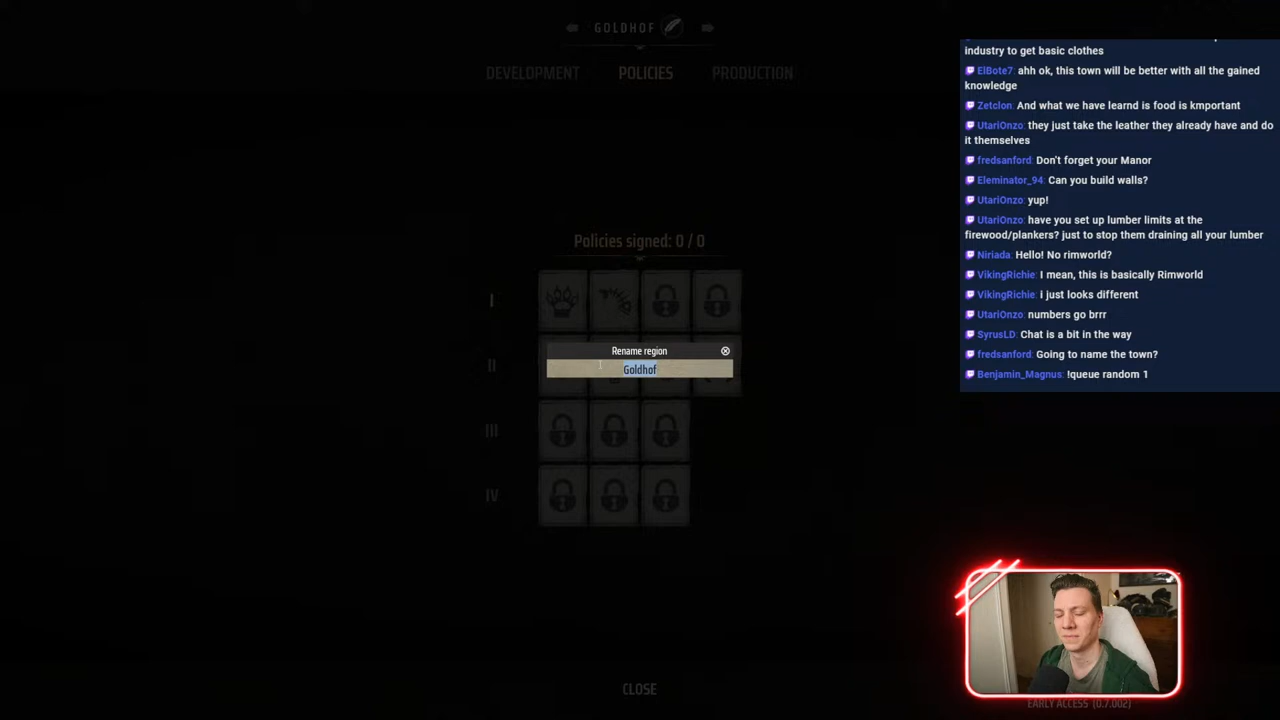 GOLDHOF
DEVELOPMENT
POLICIES
PRODUCTION
Policies signed: 0 / 0
I
II
III
IV
Rename region
Goldhof
CLOSE
industry to get basic clothes
ElBote7: ahh ok, this town will be better with all the gained
knowledge
Zetclon: And what we have learnd is food is kmportant
UtariOnzo: they just take the leather they already have and do
it themselves
fredsanford: Don't forget your Manor
Eleminator_94: Can you build walls?
UtariOnzo: yup!
UtariOnzo: have you set up lumber limits at the
firewood/plankers? just to stop them draining all your lumber
Niriada: Hello! No rimworld?
VikingRichie: I mean, this is basically Rimworld
VikingRichie: I just looks different
UtariOnzo: numbers go brrr
SyrusLD: Chat is a bit in the way
fredsanford: Going to name the town?
Benjamin_Magnus: !queue random 1
EARLY ACCESS (0.7.002)